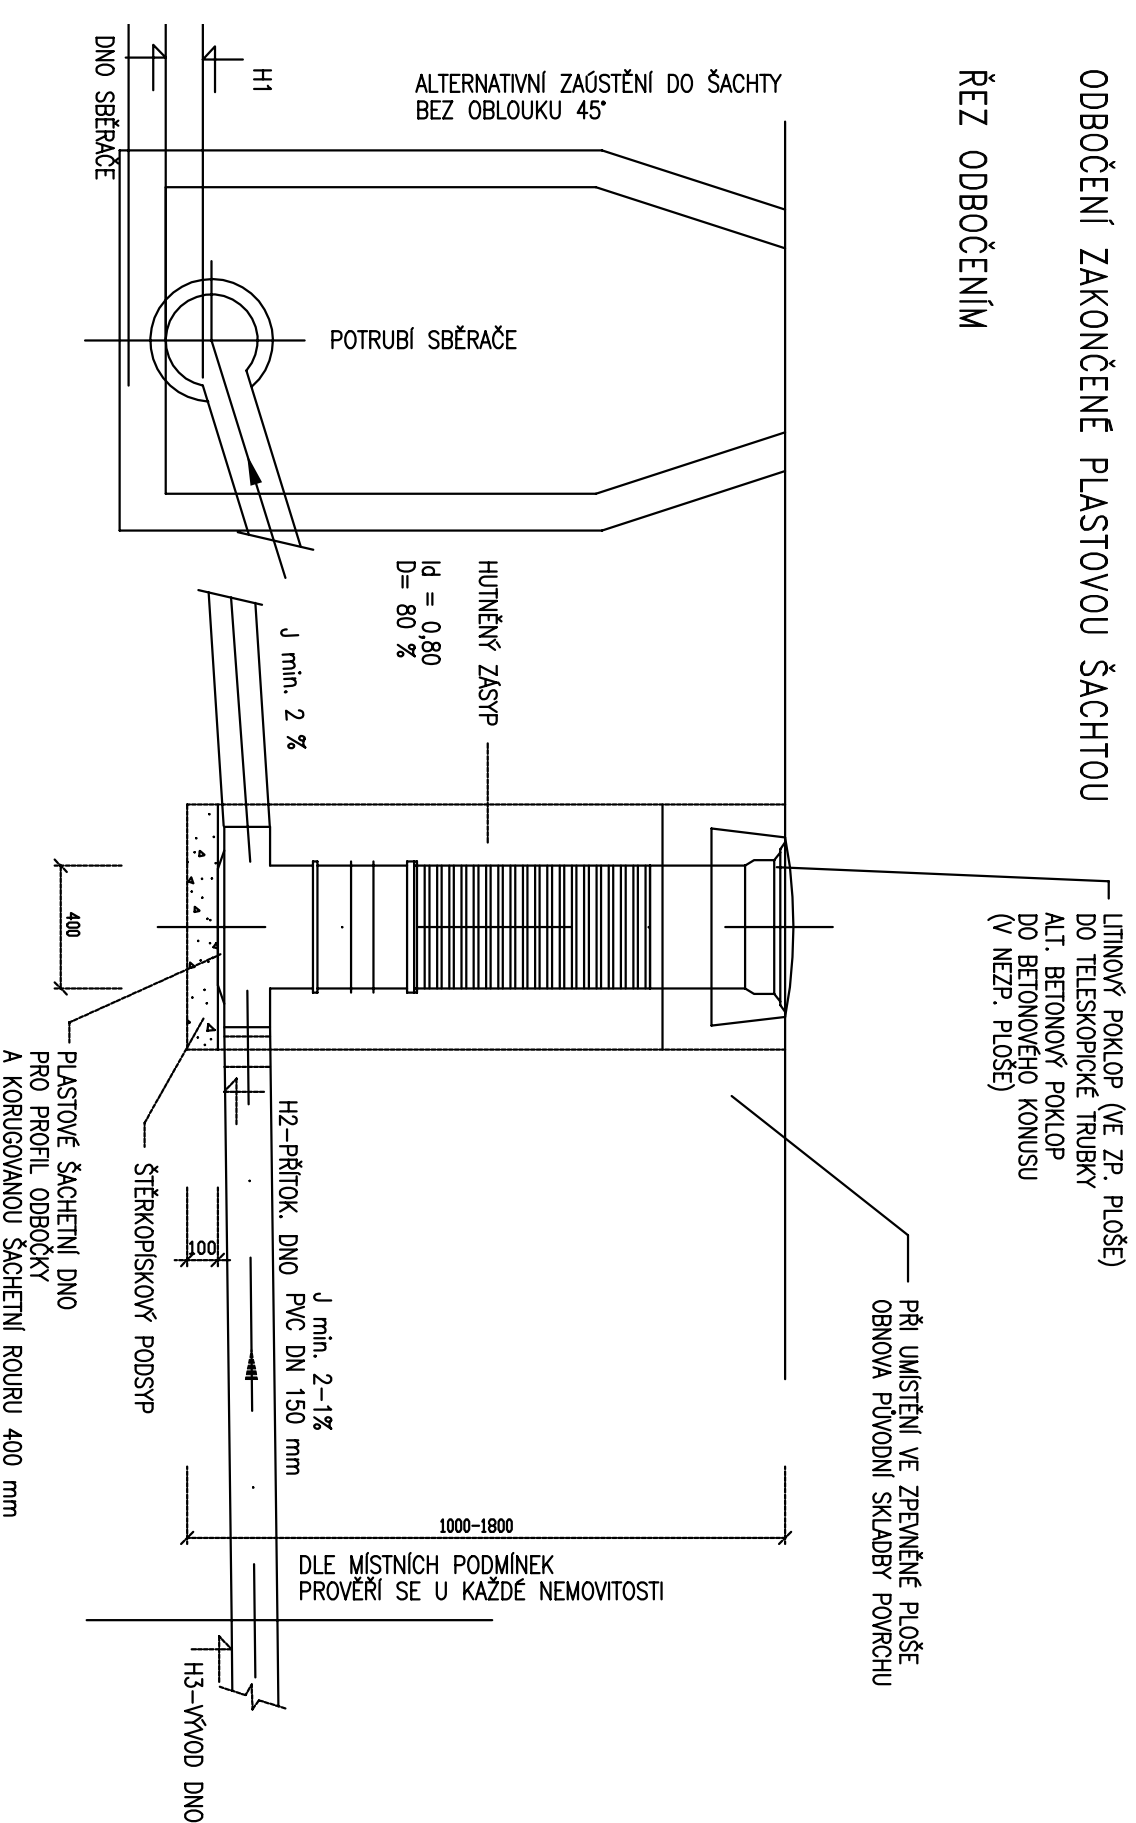 ODBOČENÍ ZAKONČENÉ PLASTOVOU ŠACHTOU
ŘEZ ODBOČENÍM
ALTERNATIVNÍ ZAÚSTĚNÍ DO ŠACHTY
BEZ OBLOUKU 45°
H1
DNO SBĚRAČE
POTRUBÍ SBĚRAČE
HUTNĚNÝ ZÁSYP
Id = 0,80
D= 80 %
J min. 2 %
LITINOVÝ POKLOP (VE ZP. PLOŠE)
DO TELESKOPICKÉ TRUBKY
ALT. BETONOVÝ POKLOP
DO BETONOVÉHO KONUSU
(V NEZP. PLOŠE)
PŘI UMÍSTĚNÍ VE ZPEVNĚNÉ PLOŠE
OBNOVA PŮVODNÍ SKLADBY POVRCHU
400
PLASTOVÉ ŠACHETNÍ DNO
PRO PROFIL ODBOČKY
A KORUGOVANOU ŠACHETNÍ ROURU 400 mm
ŠTĚRKOPÍSKOVÝ PODSYP
100
H2-PŘÍTOK. DNO
J min. 2-1%
PVC DN 150 mm
1000-1800
DLE MÍSTNÍCH PODMÍNEK
PROVĚŘÍ SE U KAŽDÉ NEMOVITOSTI
H3-VÝVOD DNO